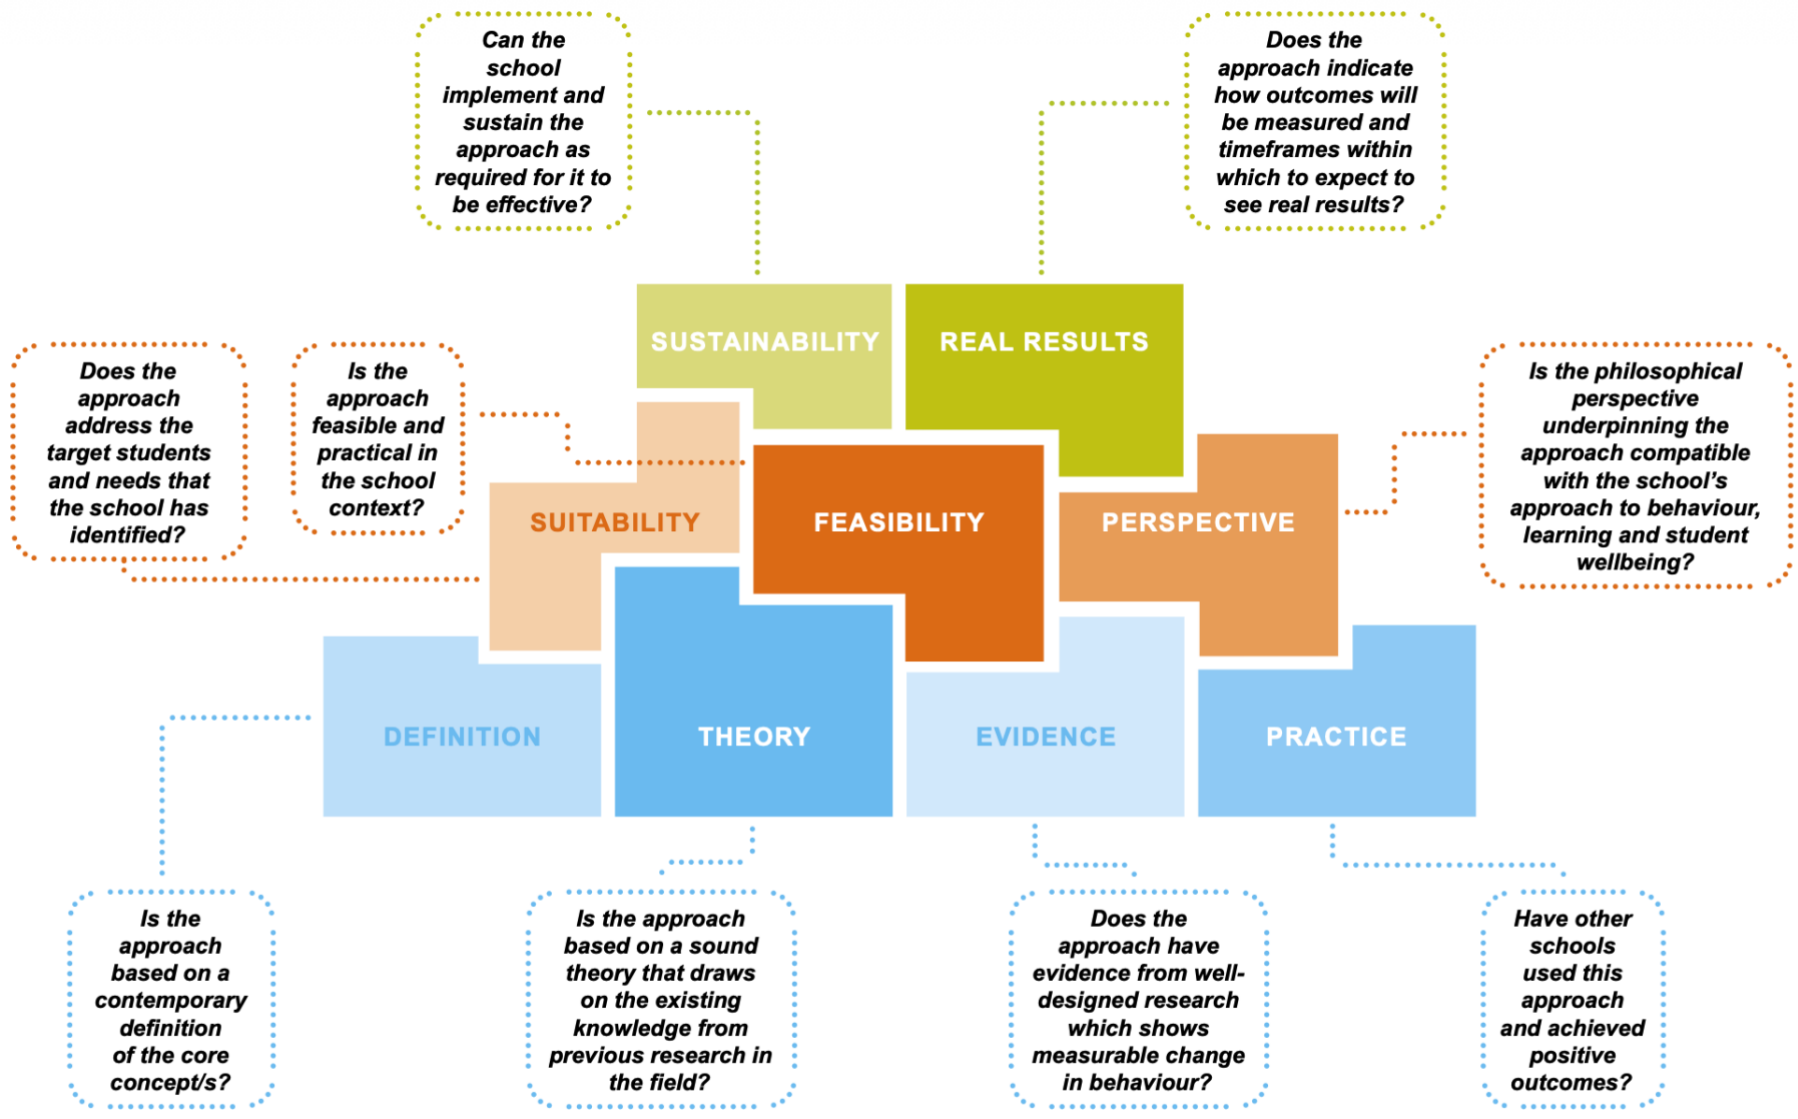 Can the
school
implement and
sustain the
approach as
required for it to
be effective?
Does the
approach indicate
how outcomes will
be measured and
timeframes within
which to expect to
see real results?
SUSTAINABILITY
REAL RESULTS
Does the
approach
address the
target students
and needs that
the school has
identified?
Is the
approach
feasible and
practical in
the school
context?
Is the philosophical
perspective
underpinning the
approach compatible
with the school's
approach to behaviour,
learning and student
wellbeing?
SUITABILITY
FEASIBILITY
PERSPECTIVE
DEFINITION
THEORY
EVIDENCE
PRACTICE
Is the
approach
based on a
contemporary
definition
of the core
concept/s?
Is the approach
based on a sound
theory that draws
on the existing
knowledge from
previous research in
the field?
Does the
approach have
evidence from well-
designed research
which shows
measurable change
in behaviour?
Have other
schools
used this
approach
and achieved
positive
outcomes?